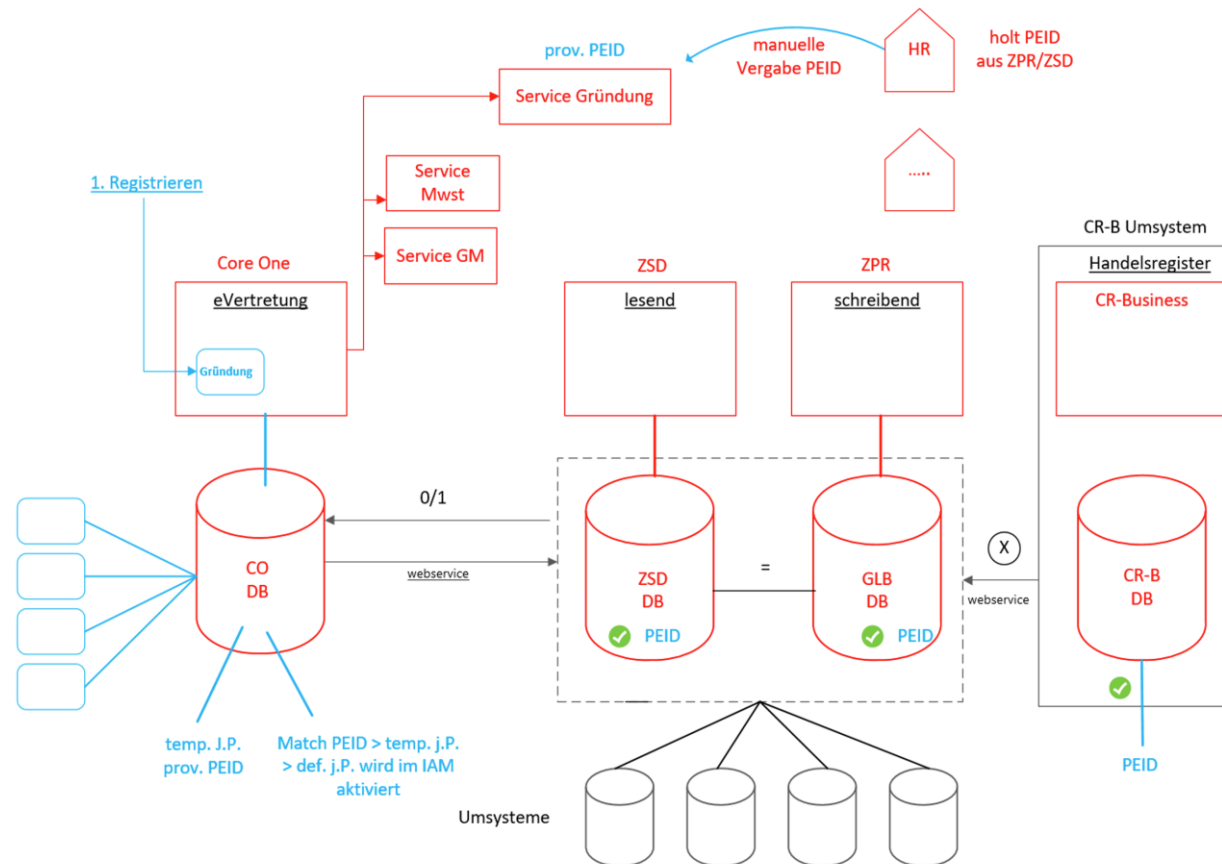 prov. PEID
manuelle
Vergabe PEID
HR
holt PEID
aus ZPR/ZSD
Service Gründung
1. Registrieren
Service
Mwst
.....
Service GM
CR-B Umsystem
Core One
ZSD
ZPR
Handelsregister
eVertretung
lesend
schreibend
CR-Business
Gründung
0/1
X
CO
DB
webservice
ZSD
DB
=
GLB
DB
webservice
CR-B
DB
PEID
PEID
temp. J.P.
prov. PEID
Match PEID > temp. j.P.
> def. j.P. wird im IAM
aktiviert
PEID
Umsysteme